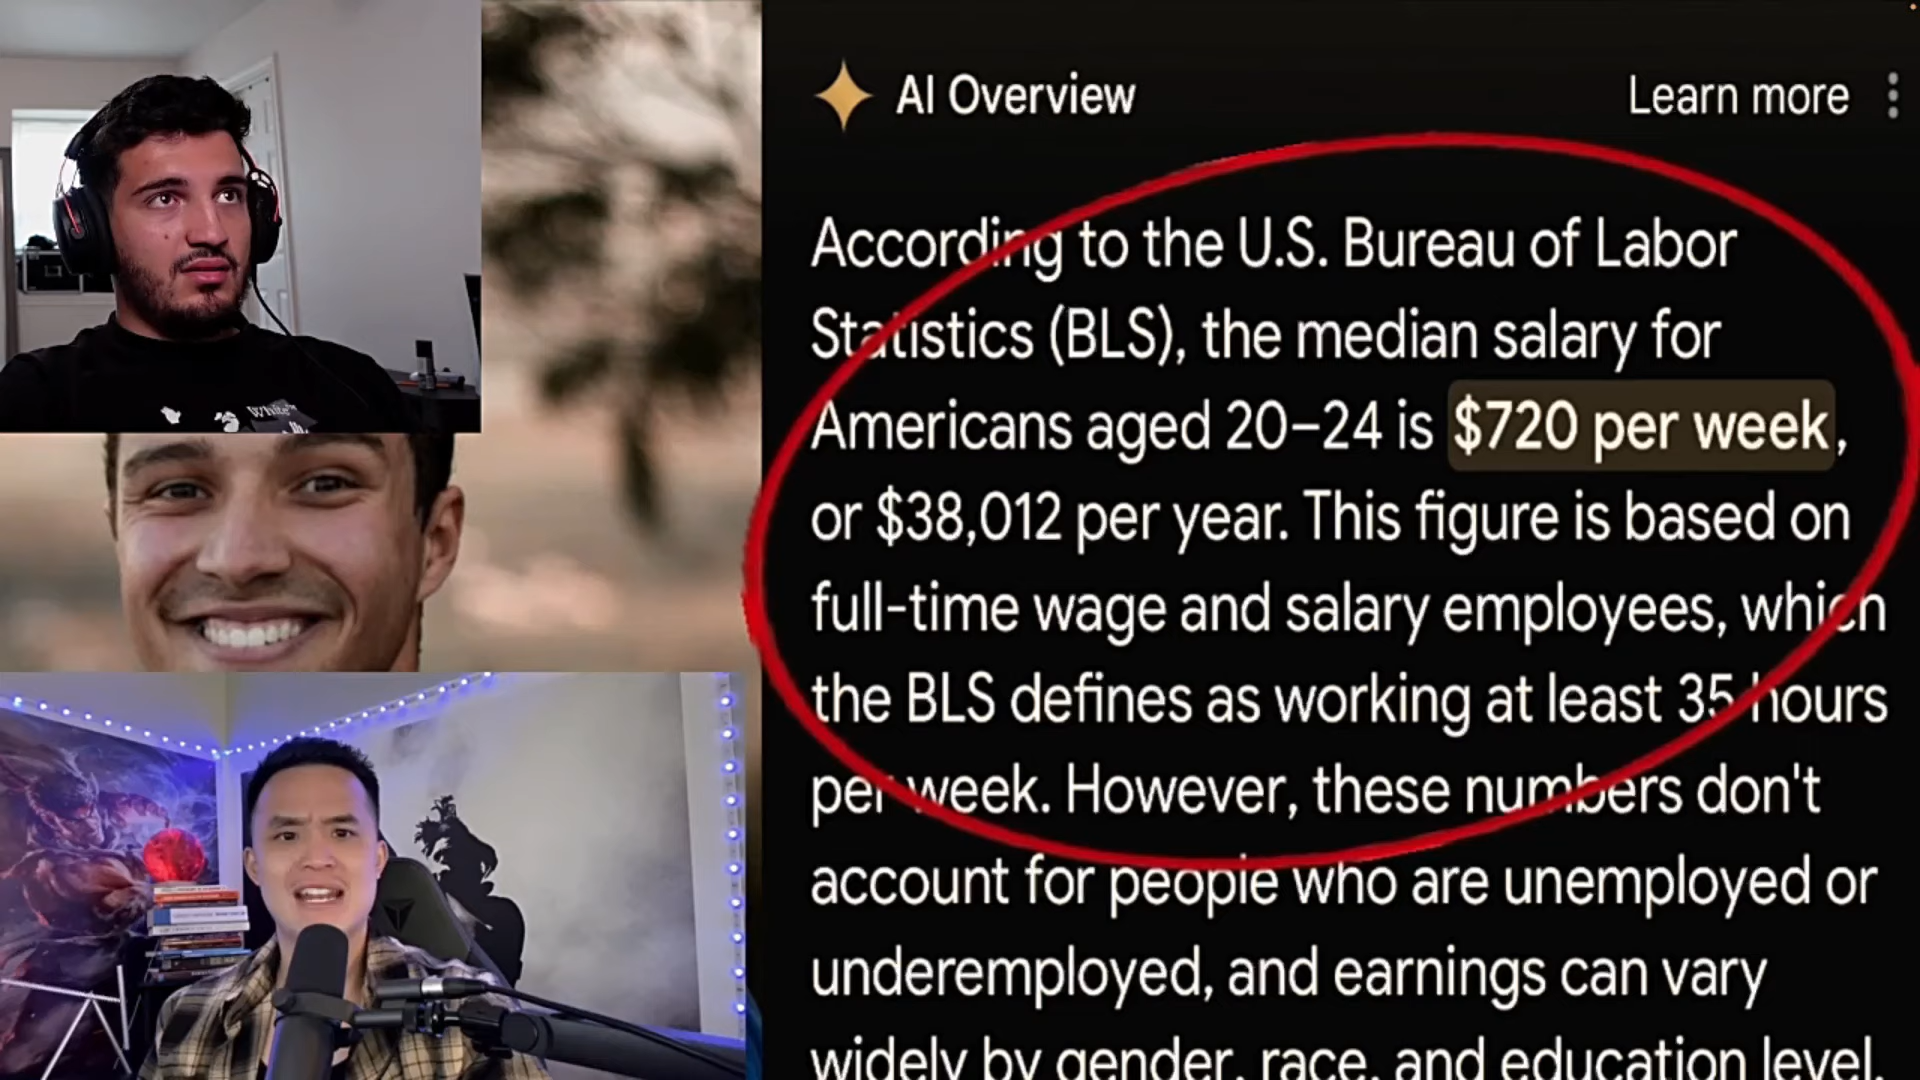 AI Overview
Learn more
According to the U.S. Bureau of Labor
Statistics (BLS), the median salary for
Americans aged 20–24 is $720 per week,
or $38,012 per year. This figure is based on
full-time wage and salary employees, which
the BLS defines as working at least 35 hours
per week. However, these numbers don't
account for people who are unemployed or
underemployed, and earnings can vary
widely by gender, race, and education level.
White